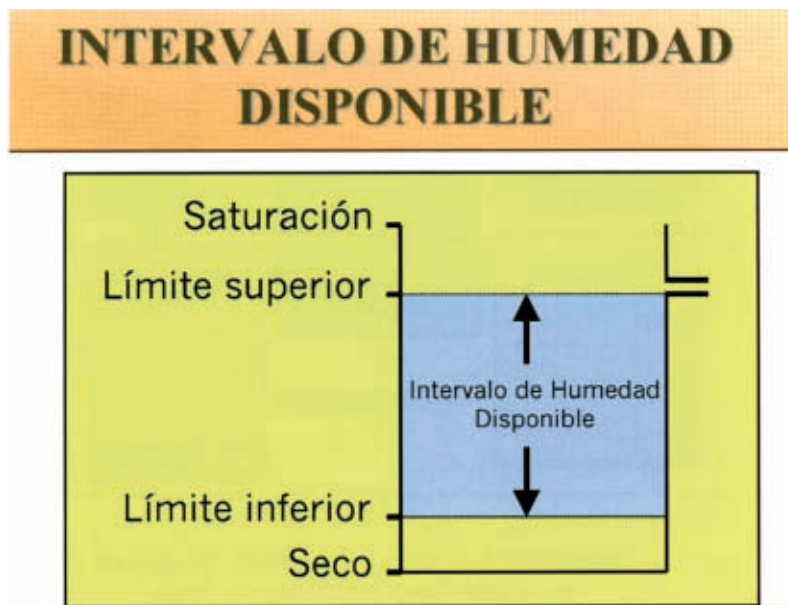 INTERVALO DE HUMEDAD
DISPONIBLE
Saturación
Límite superior
Intervalo de Humedad
Disponible
Límite inferior
Seco